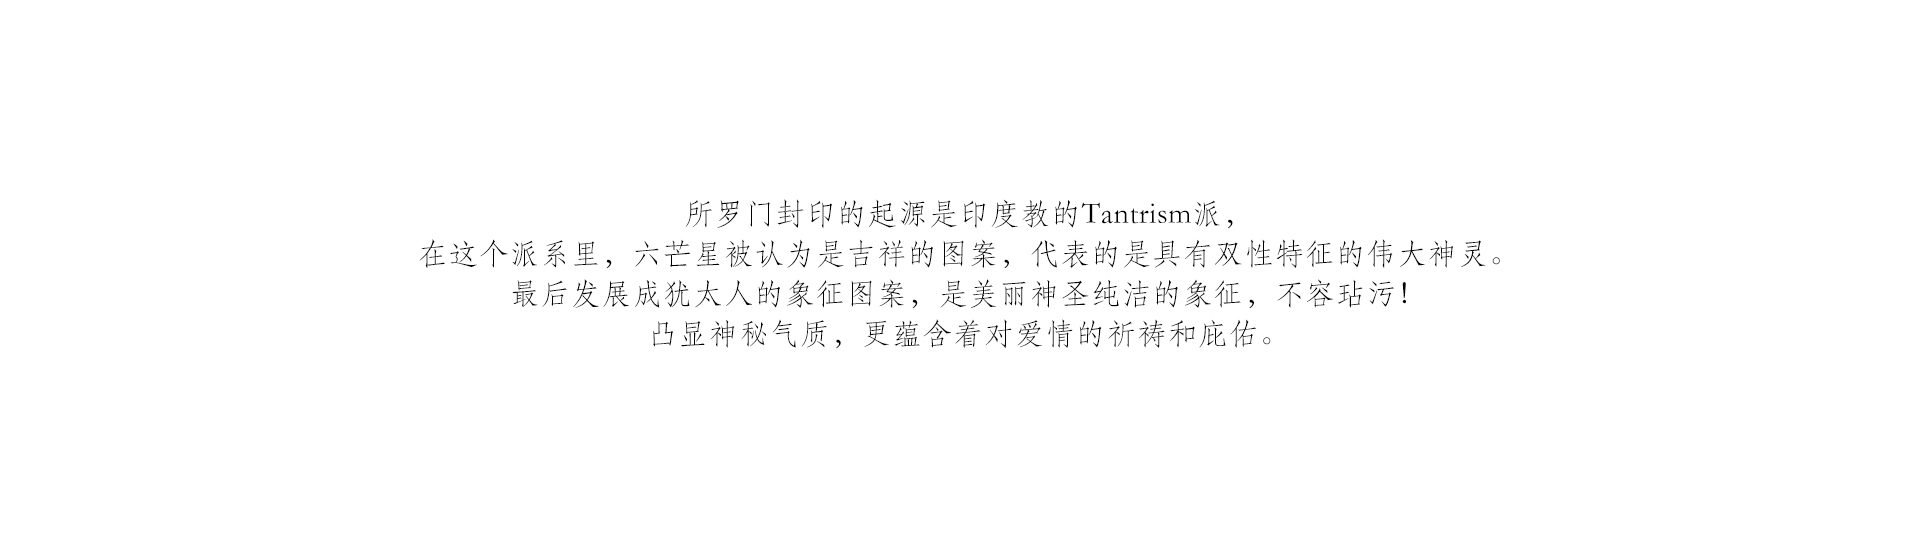 所罗门封印的起源是印度教的Tantrism派，
在这个派系里，六芒星被认为是吉祥的图案，代表的是具有双性特征的伟大神灵。
最后发展成犹太人的象征图案，是美丽神圣纯洁的象征，不容玷污！
凸显神秘气质，更蕴含着对爱情的祈祷和庇佑。